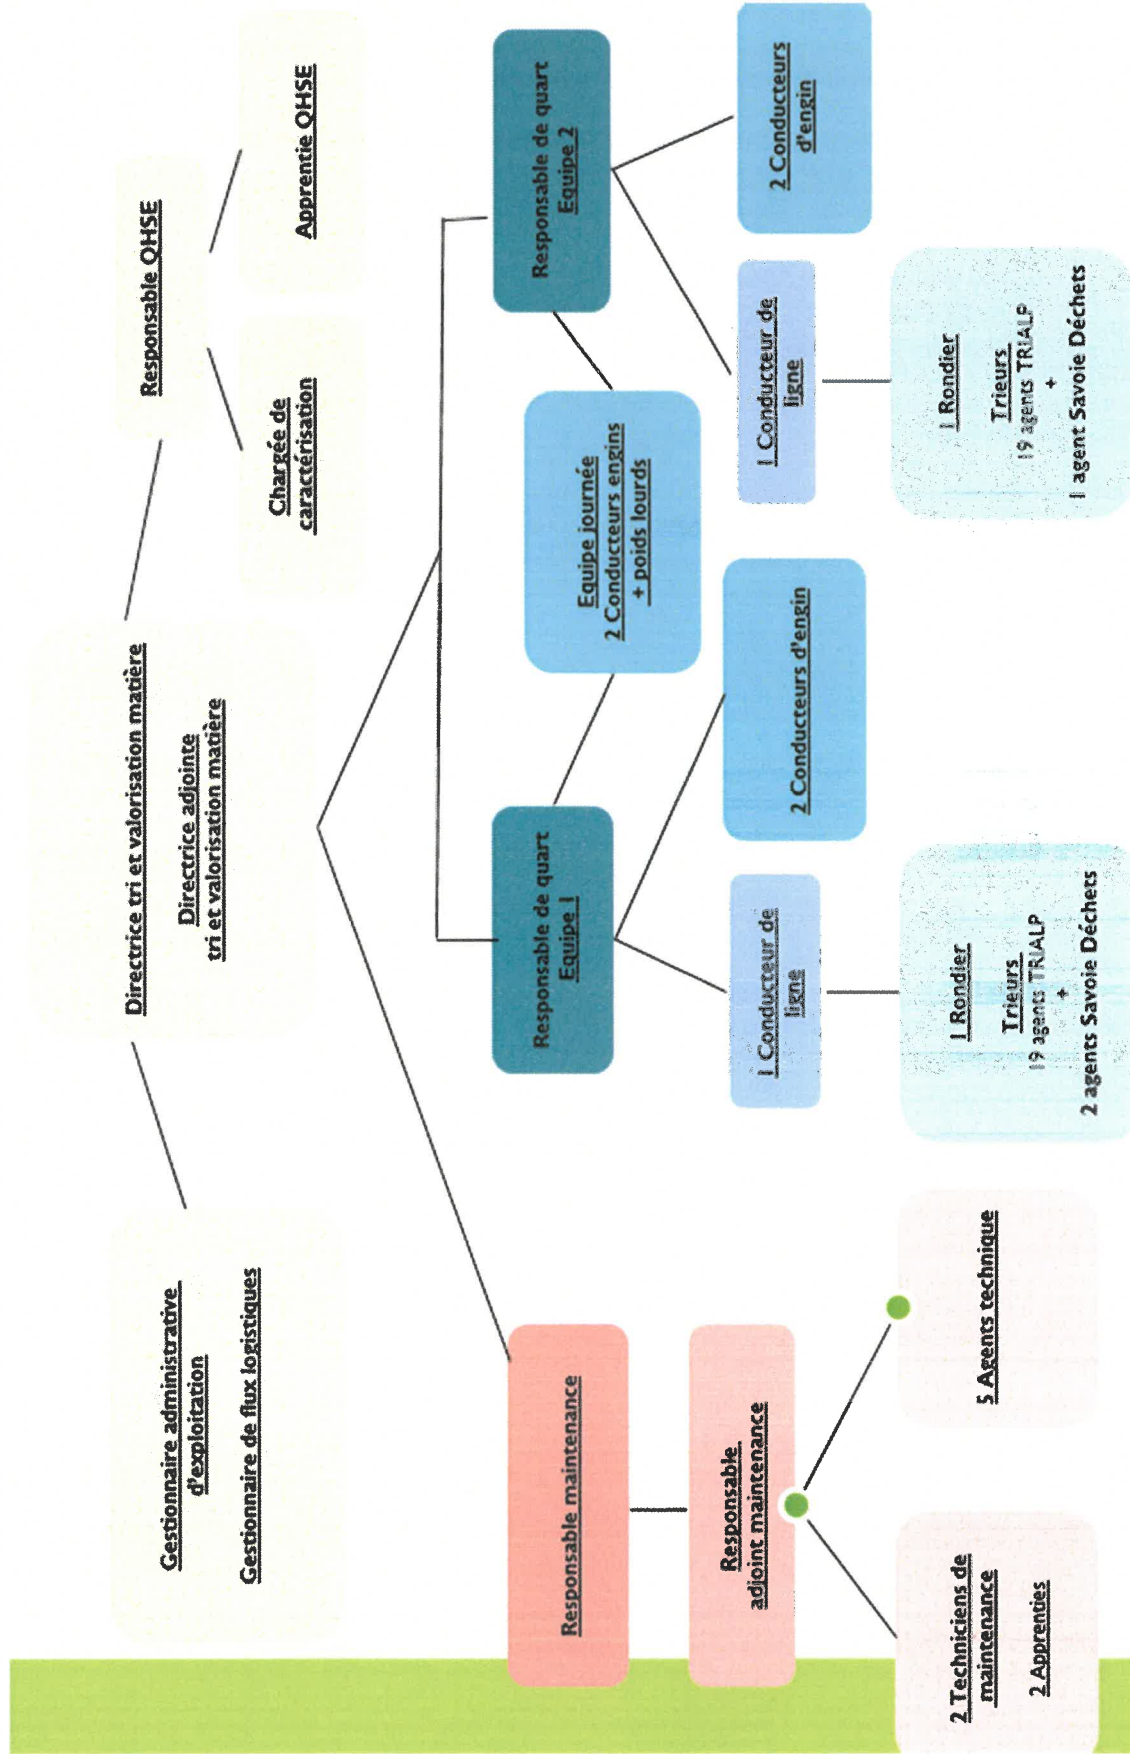 Directrice tri et valorisation matière
Directrice adjointe
tri et valorisation matière
Gestionnaire administrative
d'exploitation
Gestionnaire de flux logistiques
Responsable QHSE
Chargée de
caractérisation
Apprentie QHSE
Responsable maintenance
Responsable
adjoint maintenance
2 Techniciens de
maintenance
2 Apprenties
5 Agents technique
Responsable de quart
Equipe 1
Equipe journée
2 Conducteurs engins
+ poids lourds
Responsable de quart
Equipe 2
1 Conducteur de
ligne
2 Conducteurs d'engin
1 Conducteur de
ligne
2 Conducteurs
d'engin
1 Rondier
Trieurs
19 agents TRIALP
+
2 agents Savoie Déchets
1 Rondier
Trieurs
19 agents TRIALP
+
1 agent Savoie Déchets